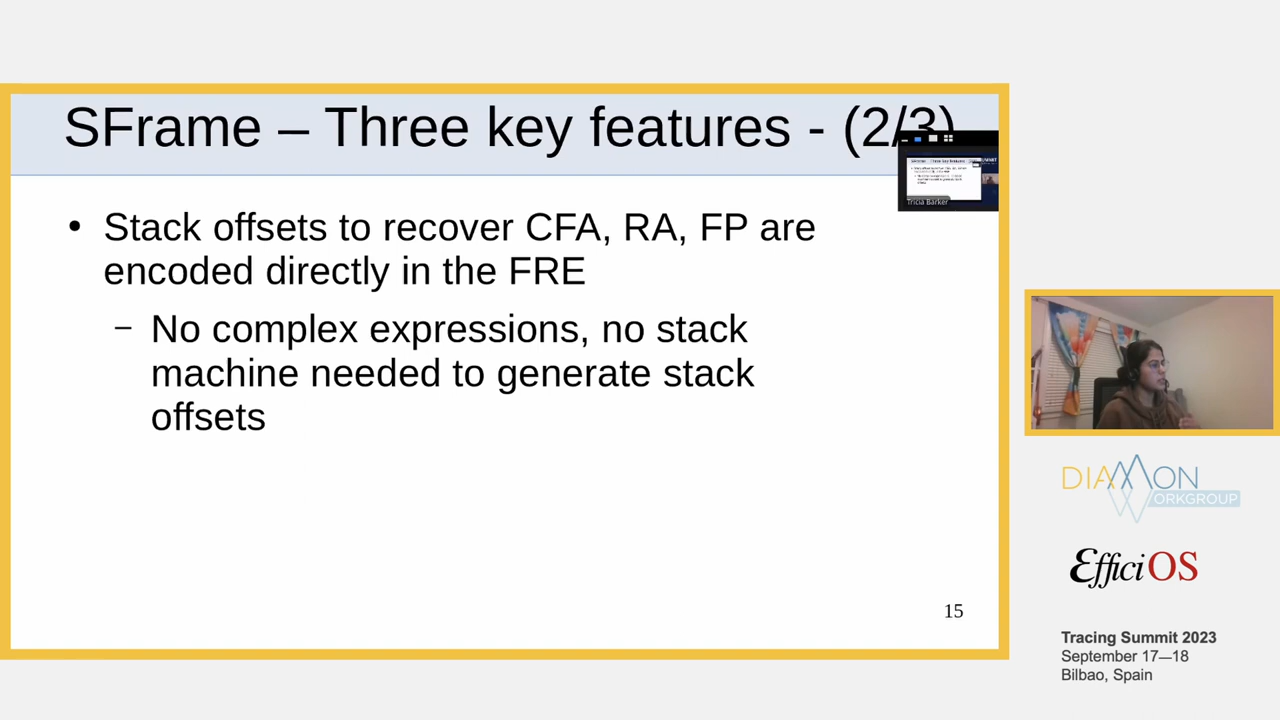 SFrame – Three key features - (2/3)
Tricia Barker
• Stack offsets to recover CFA, RA, FP are
encoded directly in the FRE
– No complex expressions, no stack
machine needed to generate stack
offsets
15
DIAMON
WORKGROUP
EfficiOS
Tracing Summit 2023
September 17—18
Bilbao, Spain